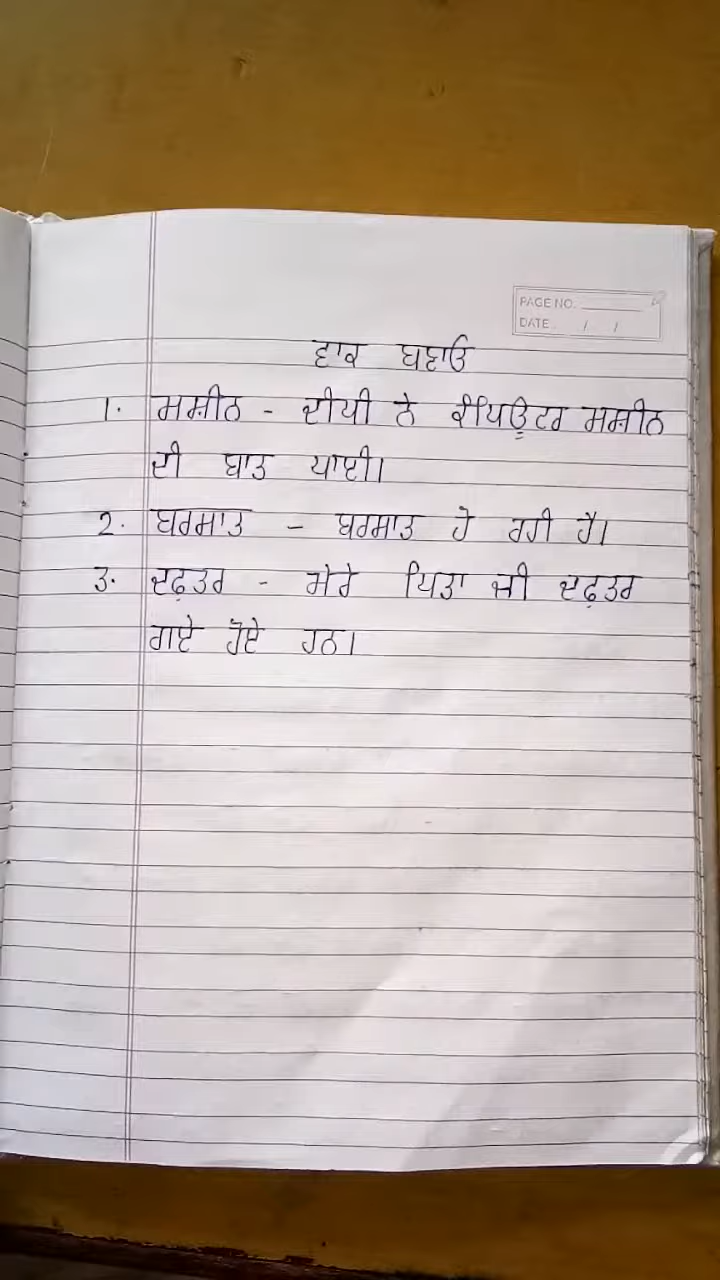 PAGE NO.
DATE / /
ਵਾਕ ਬਣਾਓ
1. ਮਸ਼ੀਨ - ਦੀਪੀ ਨੇ ਕੰਪਿਊਟਰ ਮਸ਼ੀਨ
ਦੀ ਬਾਤ ਪਾਈ।
2. ਬਰਸਾਤ - ਬਰਸਾਤ ਹੋ ਰਹੀ ਹੈ।
3. ਦਫ਼ਤਰ - ਮੇਰੇ ਪਿਤਾ ਜੀ ਦਫ਼ਤਰ
ਗਏ ਹੋਏ ਹਨ।